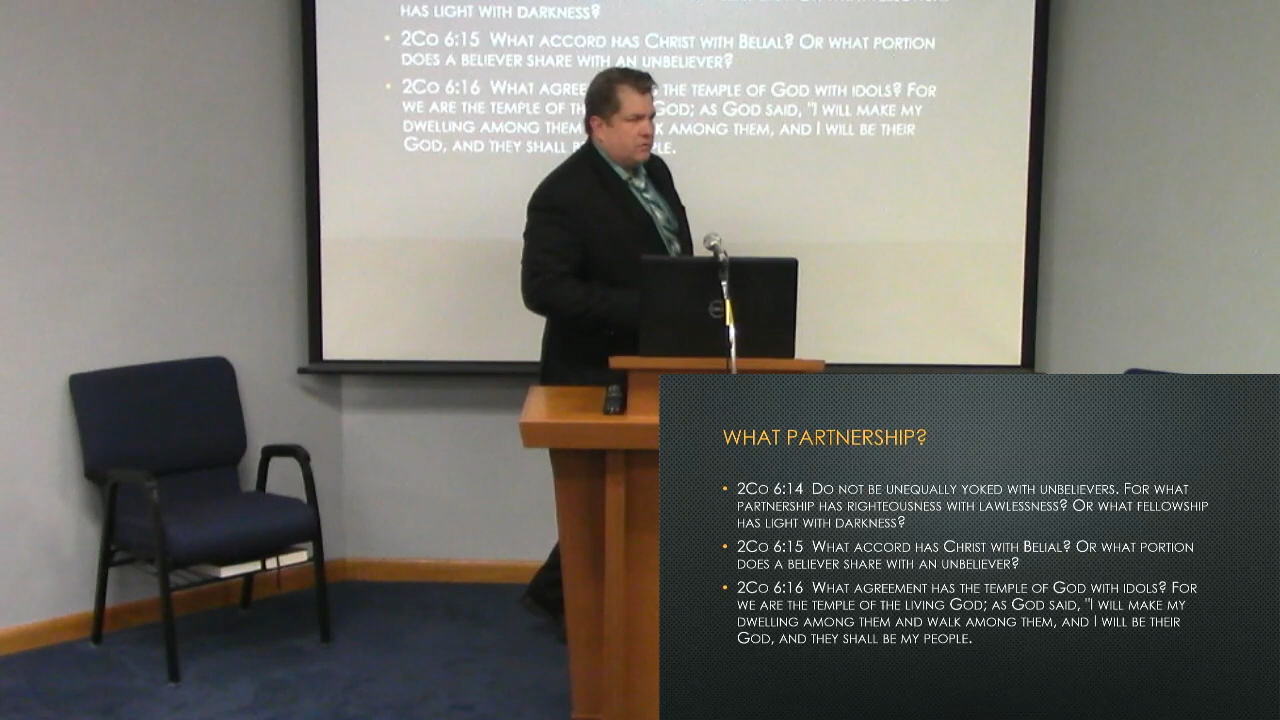 HAS LIGHT WITH DARKNESS?
• 2CO 6:15 WHAT ACCORD HAS CHRIST WITH BELIAL? OR WHAT PORTION
DOES A BELIEVER SHARE WITH AN UNBELIEVER?
• 2CO 6:16 WHAT AGREE THE TEMPLE OF GOD WITH IDOLS? FOR
WE ARE THE TEMPLE OF TH GOD; AS GOD SAID, "I WILL MAKE MY
DWELLING AMONG THEM AMONG THEM, AND I WILL BE THEIR
GOD, AND THEY SHALL
WHAT PARTNERSHIP?
• 2CO 6:14 DO NOT BE UNEQUALLY YOKED WITH UNBELIEVERS. FOR WHAT
PARTNERSHIP HAS RIGHTEOUSNESS WITH LAWLESSNESS? OR WHAT FELLOWSHIP
HAS LIGHT WITH DARKNESS?
• 2CO 6:15 WHAT ACCORD HAS CHRIST WITH BELIAL? OR WHAT PORTION
DOES A BELIEVER SHARE WITH AN UNBELIEVER?
• 2CO 6:16 WHAT AGREEMENT HAS THE TEMPLE OF GOD WITH IDOLS? FOR
WE ARE THE TEMPLE OF THE LIVING GOD; AS GOD SAID, "I WILL MAKE MY
DWELLING AMONG THEM AND WALK AMONG THEM, AND I WILL BE THEIR
GOD, AND THEY SHALL BE MY PEOPLE.